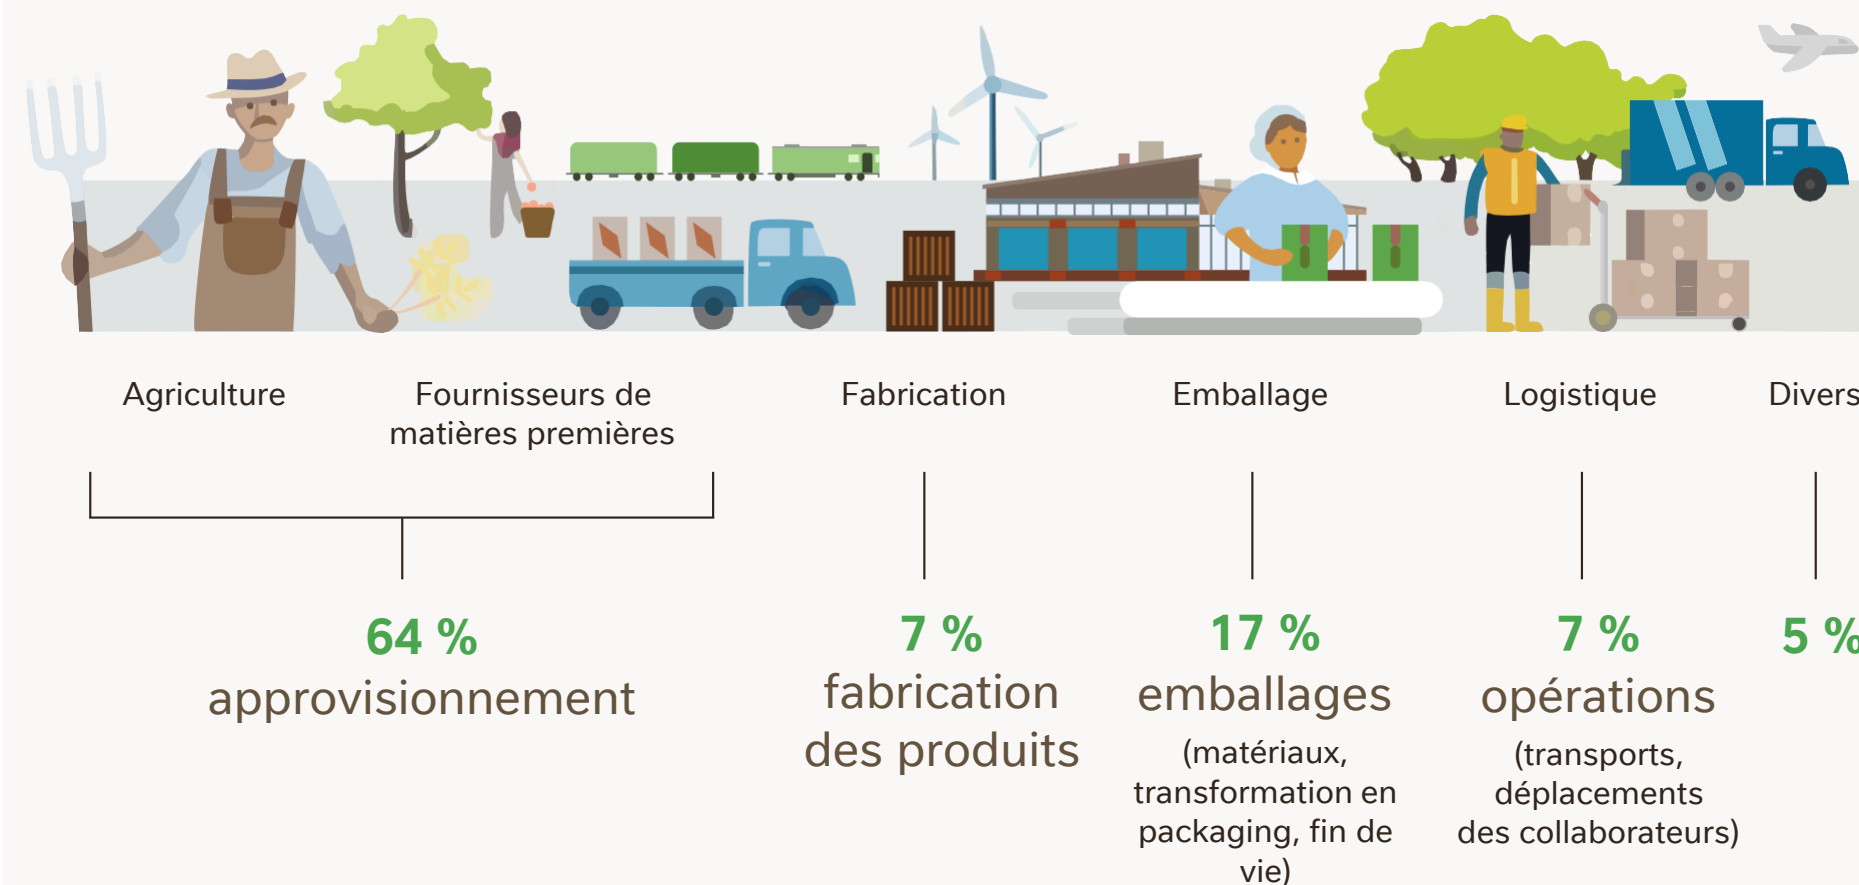 Agriculture
Fournisseurs de
matières premières
Fabrication
Emballage
Logistique
Divers
64 %
approvisionnement
7 %
fabrication
des produits
17 %
emballages
(matériaux,
transformation en
packaging, fin de
vie)
7 %
opérations
(transports,
déplacements
des collaborateurs)
5 %